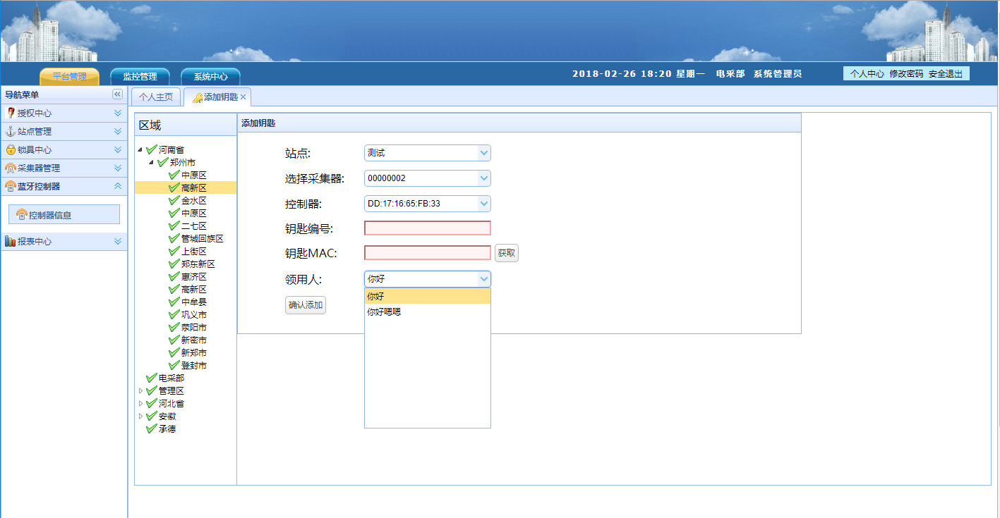 平台管理 监控管理 系统中心 2018-02-26 18:20 星期一 电采部 系统管理员 个人中心 修改密码 安全退出
导航菜单
授权中心
站点管理
锁具中心
采集器管理
蓝牙控制器
控制器信息
报表中心
个人主页 添加钥匙
区域
河南省
郑州市
中原区
高新区
金水区
中原区
二七区
管城回族区
上街区
郑东新区
惠济区
高新区
中牟县
巩义市
荥阳市
新密市
新郑市
登封市
电采部
管理区
河北省
安徽
承德
添加钥匙
站点: 测试
选择采集器: 00000002
控制器: DD:17:16:65:FB:33
钥匙编号:
钥匙MAC: 获取
领用人: 你好
你好
你好嗯嗯
确认添加